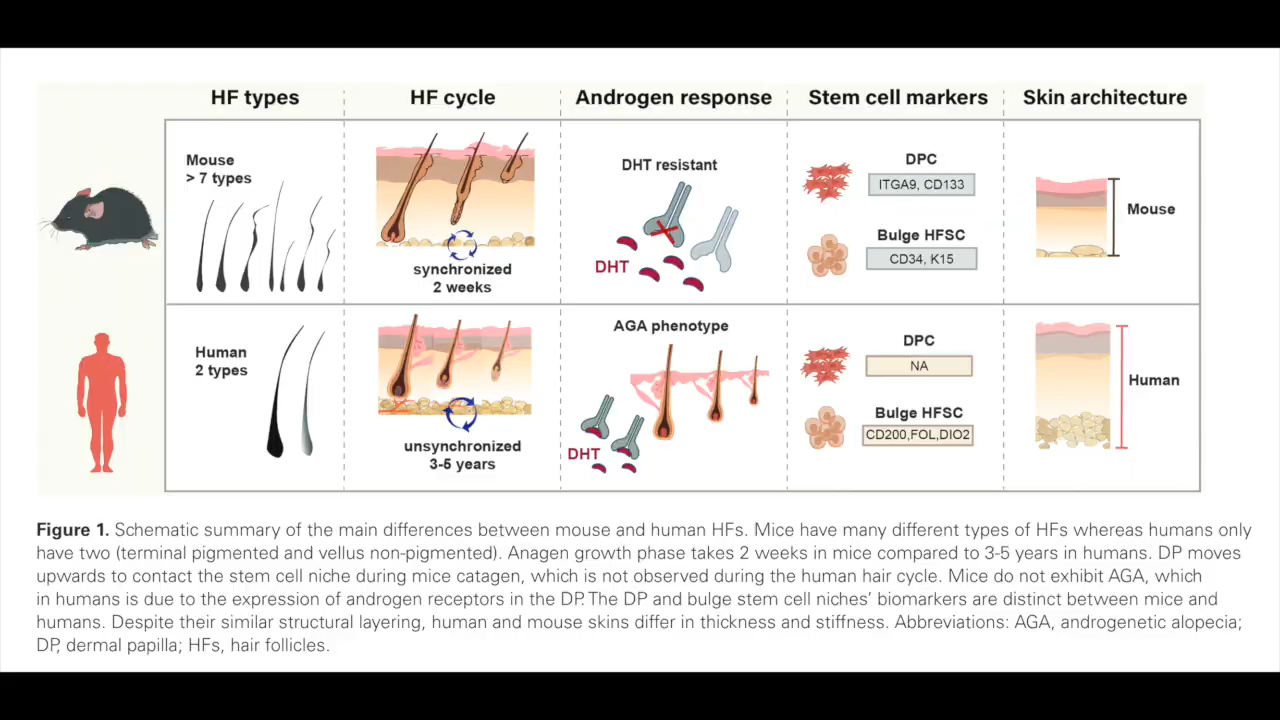 HF types
HF cycle
Androgen response
Stem cell markers
Skin architecture
Mouse
> 7 types
synchronized
2 weeks
DHT resistant
DHT
DPC
ITGA9, CD133
Bulge HFSC
CD34, K15
Mouse
Human
2 types
unsynchronized
3-5 years
AGA phenotype
DHT
DPC
NA
Bulge HFSC
CD200,FOL,DIO2
Human
Figure 1. Schematic summary of the main differences between mouse and human HFs. Mice have many different types of HFs whereas humans only
have two (terminal pigmented and vellus non-pigmented). Anagen growth phase takes 2 weeks in mice compared to 3-5 years in humans. DP moves
upwards to contact the stem cell niche during mice catagen, which is not observed during the human hair cycle. Mice do not exhibit AGA, which
in humans is due to the expression of androgen receptors in the DP. The DP and bulge stem cell niches’ biomarkers are distinct between mice and
humans. Despite their similar structural layering, human and mouse skins differ in thickness and stiffness. Abbreviations: AGA, androgenetic alopecia;
DP, dermal papilla; HFs, hair follicles.